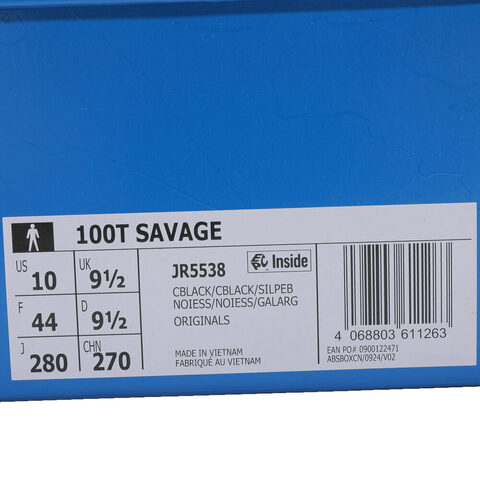 100T SAVAGE
US 10 UK 9½
F 44 D 9½
J 280 CHN 270
JR5538
Inside
CBLACK/CBLACK/SILPEB
NOIESS/NOIESS/GALARG
ORIGINALS
MADE IN VIETNAM
FABRIQUÉ AU VIETNAM
4 068803 611263
EAN PO# 0900122471
ABSBOXCN/0924/V02